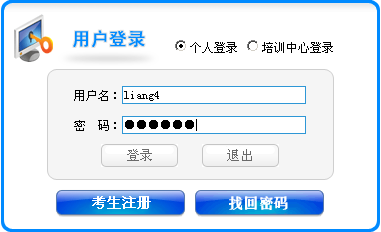 用户登录
个人登录 培训中心登录
用户名：liang4
密　码：●●●●●●
登录 退出
考生注册 找回密码